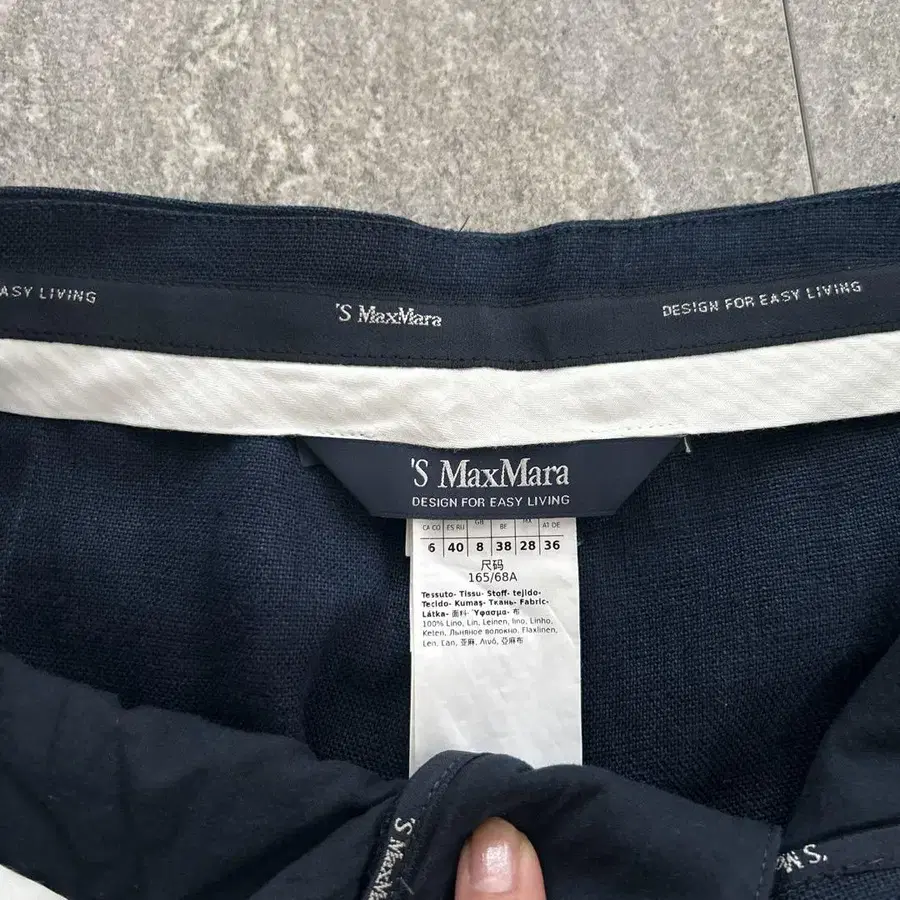 ASY LIVING
'S MaxMara
DESIGN FOR EASY LIVING
'S MaxMara
DESIGN FOR EASY LIVING
CA CO ES RU GB BE MX AT DE
6 40 8 38 28 36
尺码
165/68A
Tessuto- Tissu- Stoff- tejido-
Tecido- Kumaş- Ткань- Fabric-
Látka- 面料- Ύφασμα- 布
100% Lino, Lin, Leinen, lino, Linho,
Keten, Льняное волокно, Flaxlinen,
Len, Ľan, 亚麻, Λινό, 亞麻布
'S MaxMara
'S M